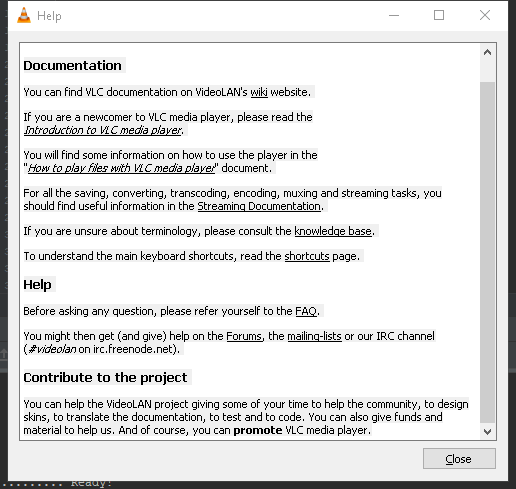 Help
Documentation
You can find VLC documentation on VideoLAN's wiki website.
If you are a newcomer to VLC media player, please read the
Introduction to VLC media player.
You will find some information on how to use the player in the
"How to play files with VLC media player" document.
For all the saving, converting, transcoding, encoding, muxing and streaming tasks, you
should find useful information in the Streaming Documentation.
If you are unsure about terminology, please consult the knowledge base.
To understand the main keyboard shortcuts, read the shortcuts page.
Help
Before asking any question, please refer yourself to the FAQ.
You might then get (and give) help on the Forums, the mailing-lists or our IRC channel
(#videolan on irc.freenode.net).
Contribute to the project
You can help the VideoLAN project giving some of your time to help the community, to design
skins, to translate the documentation, to test and to code. You can also give funds and
material to help us. And of course, you can promote VLC media player.
Close
......... Ready!